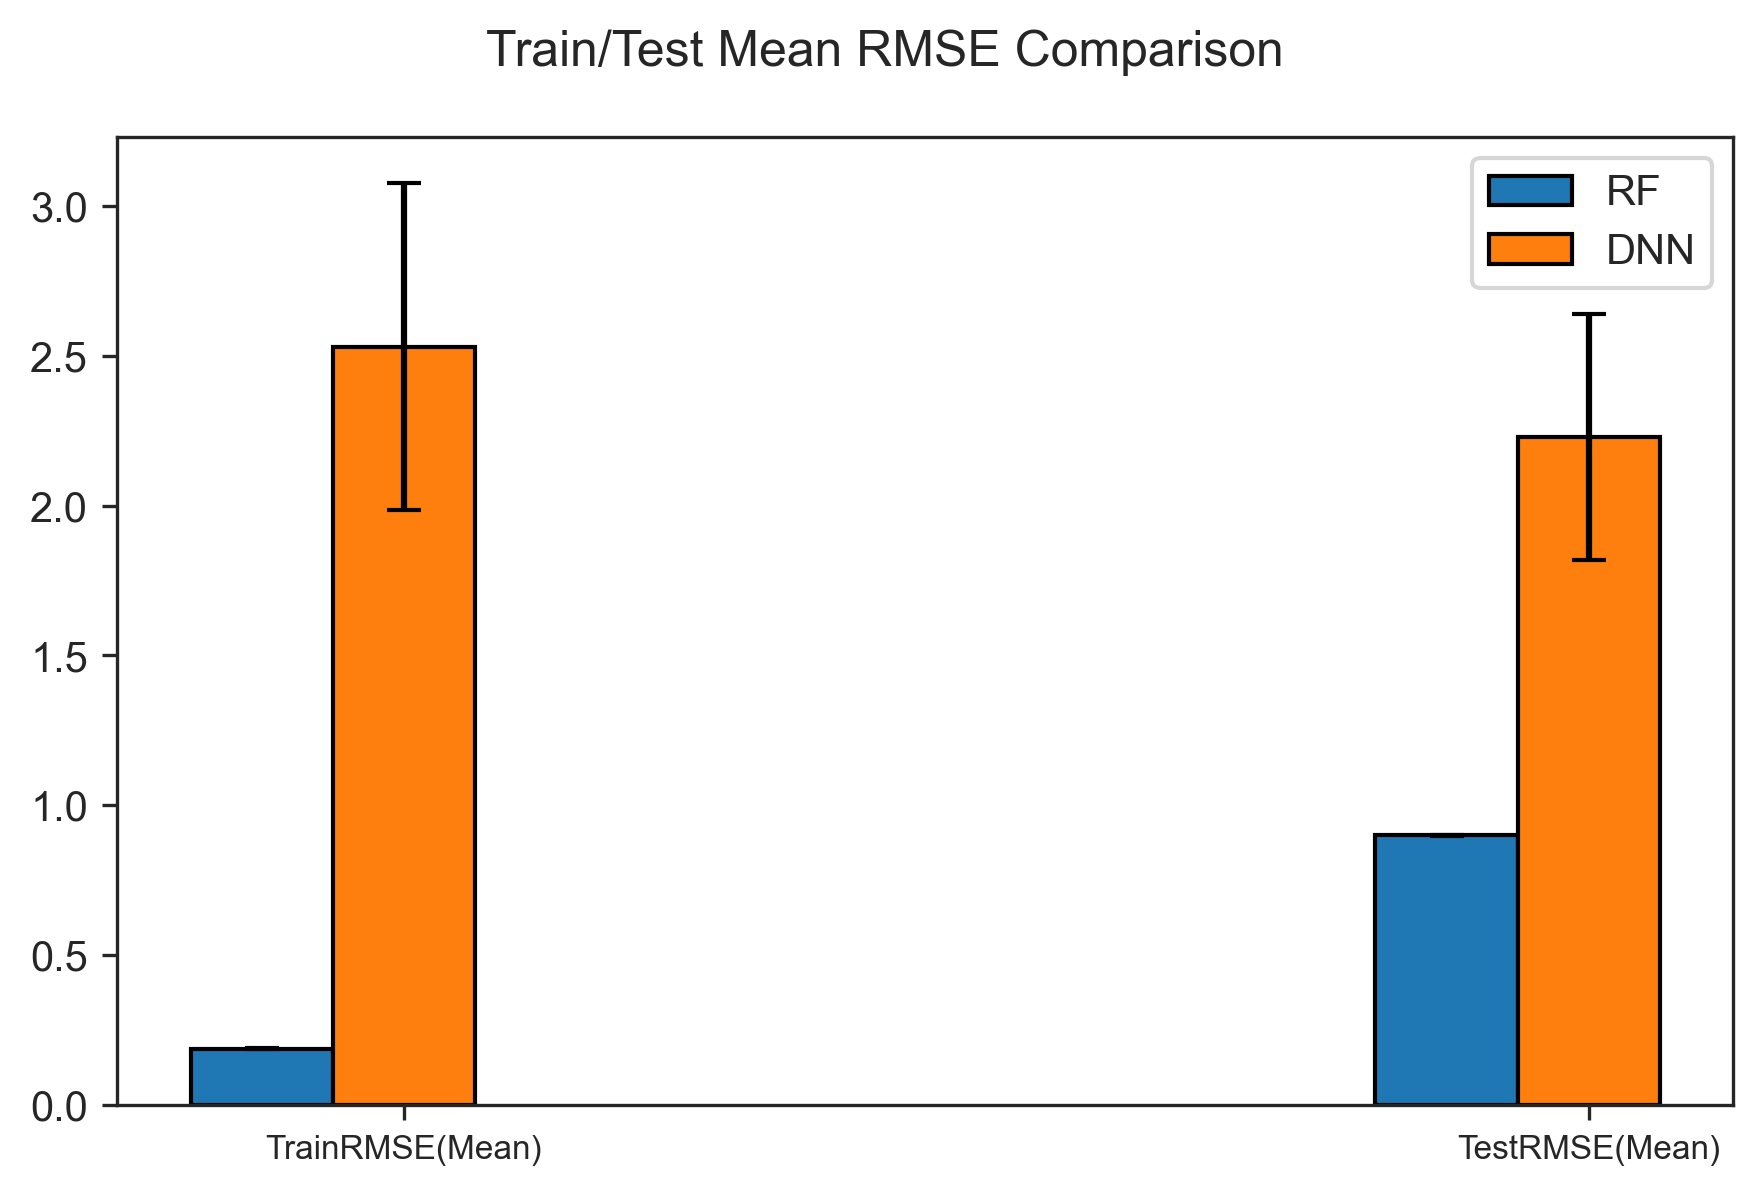 Train/Test Mean RMSE Comparison
RF
DNN
3.0
2.5
2.0
1.5
1.0
0.5
0.0
TrainRMSE(Mean)
TestRMSE(Mean)